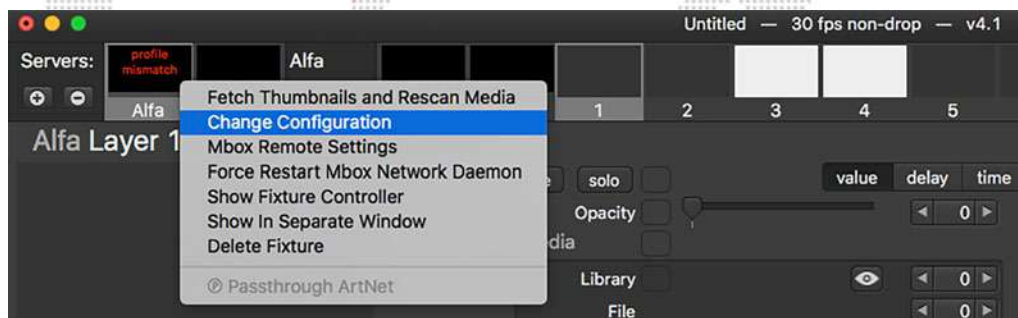 Untitled — 30 fps non-drop — v4.1
Servers:
profile
mismatch
Alfa
Alfa
1 2 3 4 5
Alfa Layer 1
Fetch Thumbnails and Rescan Media
Change Configuration
Mbox Remote Settings
Force Restart Mbox Network Daemon
Show Fixture Controller
Show In Separate Window
Delete Fixture
Ⓟ Passthrough ArtNet
solo
value delay time
Opacity
0
dia
Library
0
File
0